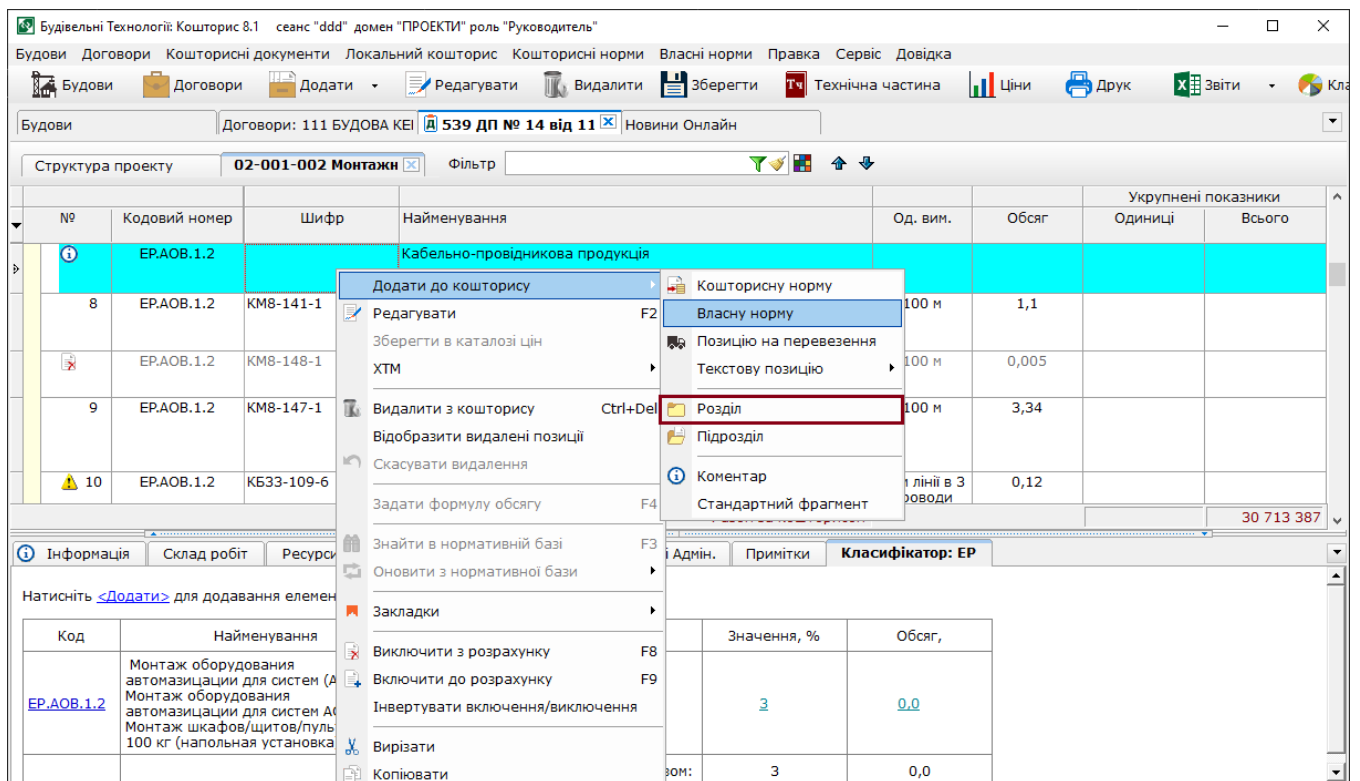 Будівельні Технології: Кошторис 8.1 сеанс "ddd" домен "ПРОЕКТИ" роль "Руководитель"
Будови Договори Кошторисні документи Локальний кошторис Кошторисні норми Власні норми Правка Сервіс Довідка
Будови Договори Додати Редагувати Видалити Зберегти Тч Технічна частина Ціни Друк Звіти Кла
Будови Договори: 111 БУДОВА КЕІ 539 ДП № 14 від 11 Новини Онлайн
Структура проекту 02-001-002 Монтажн Фільтр
Укрупнені показники
№ Кодовий номер Шифр Найменування Од. вим. Обсяг Одиниці Всього
ЕР.АОВ.1.2 Кабельно-провідникова продукція
8 ЕР.АОВ.1.2 КМ8-141-1 100 м 1,1
ЕР.АОВ.1.2 КМ8-148-1 100 м 0,005
9 ЕР.АОВ.1.2 КМ8-147-1 100 м 3,34
10 ЕР.АОВ.1.2 КБ33-109-6 лінії в 3 0,12
30 713 387
Додати до кошторису
Редагувати F2
Зберегти в каталозі цін
ХТМ
Видалити з кошторису Ctrl+Del
Відобразити видалені позиції
Скасувати видалення
Задати формулу обсягу F4
Знайти в нормативній базі F3
Оновити з нормативної бази
Закладки
Виключити з розрахунку F8
Включити до розрахунку F9
Інвертувати включення/виключення
Вирізати
Копіювати
Кошторисну норму
Власну норму
Позицію на перевезення
Текстову позицію
Розділ
Підрозділ
Коментар
Стандартний фрагмент
Інформація Склад робіт Ресурси і Адмін. Примітки Класифікатор: ЕР
Натисніть <Додати> для додавання елемен
Код Найменування Значення, % Обсяг,
Монтаж оборудования
автомазицации для систем (А
Монтаж оборудования
ЕР.АОВ.1.2 автомазицации для систем АО 3 0,0
Монтаж шкафов/щитов/пуль
100 кг (напольная установка
зом: 3 0,0